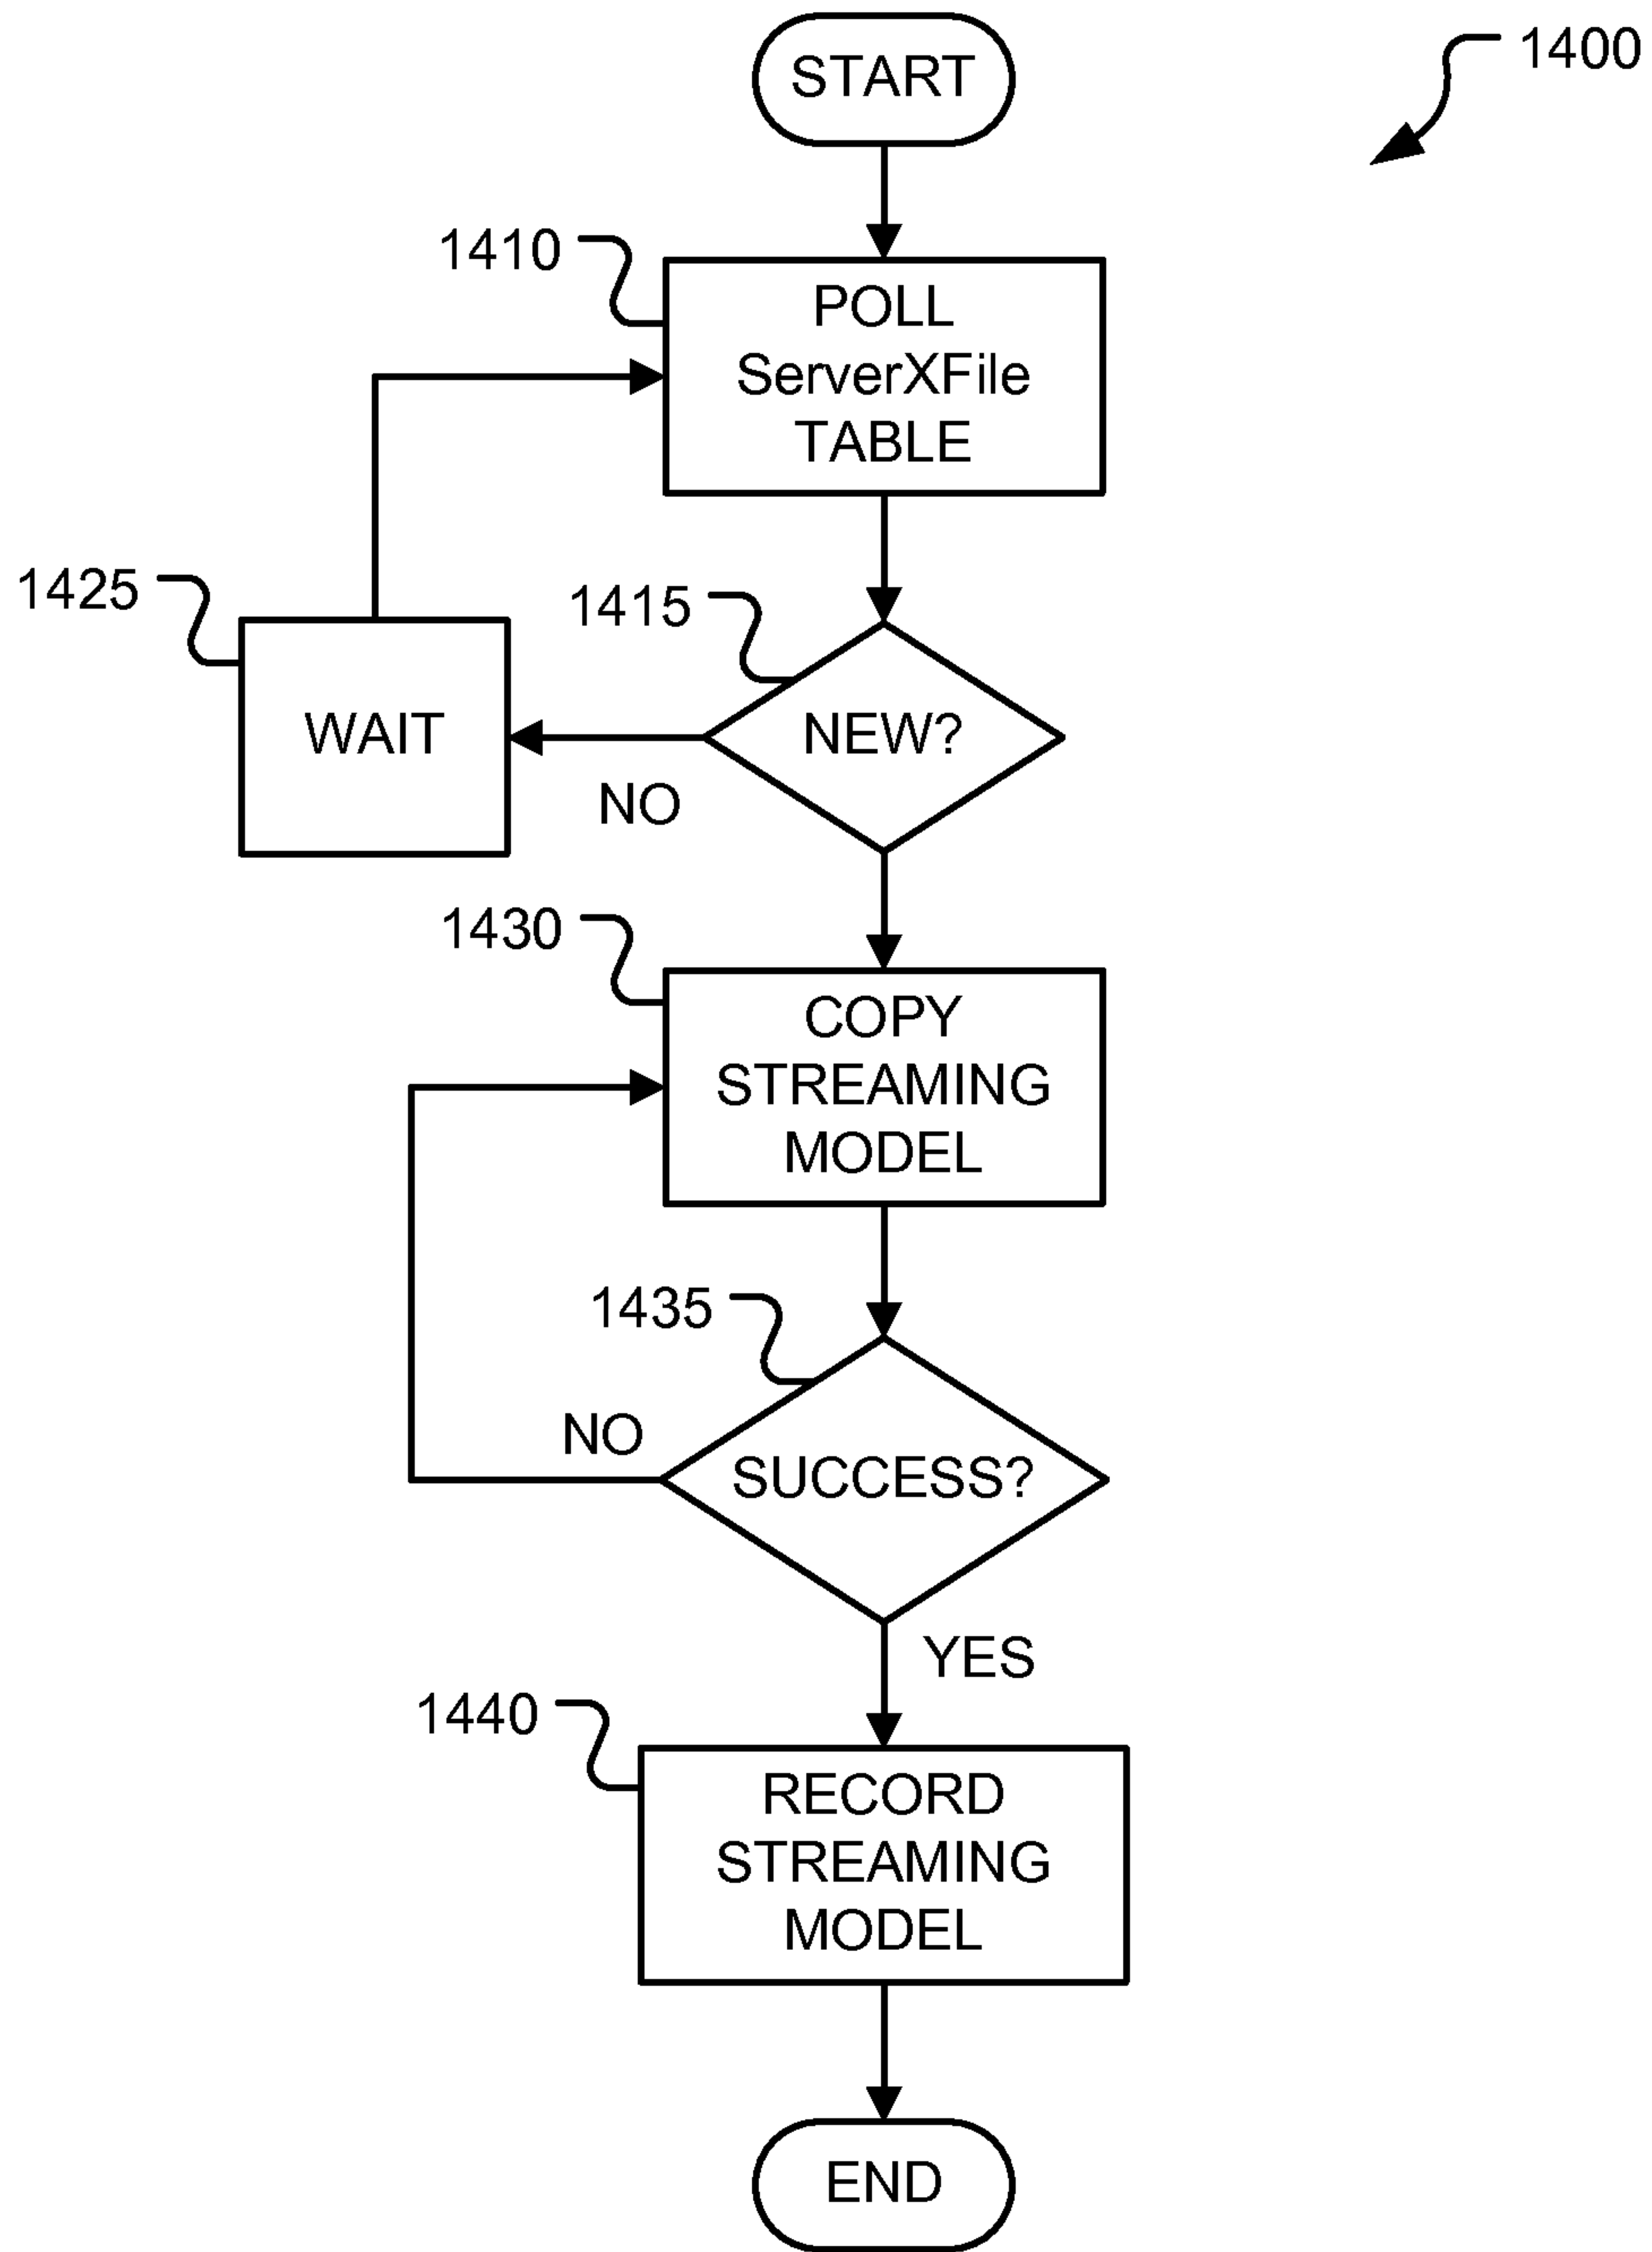 START
1400
1410
POLL
ServerXFile
TABLE
1425
1415
WAIT
NEW?
NO
1430
COPY
STREAMING
MODEL
1435
NO
SUCCESS?
YES
1440
RECORD
STREAMING
MODEL
END